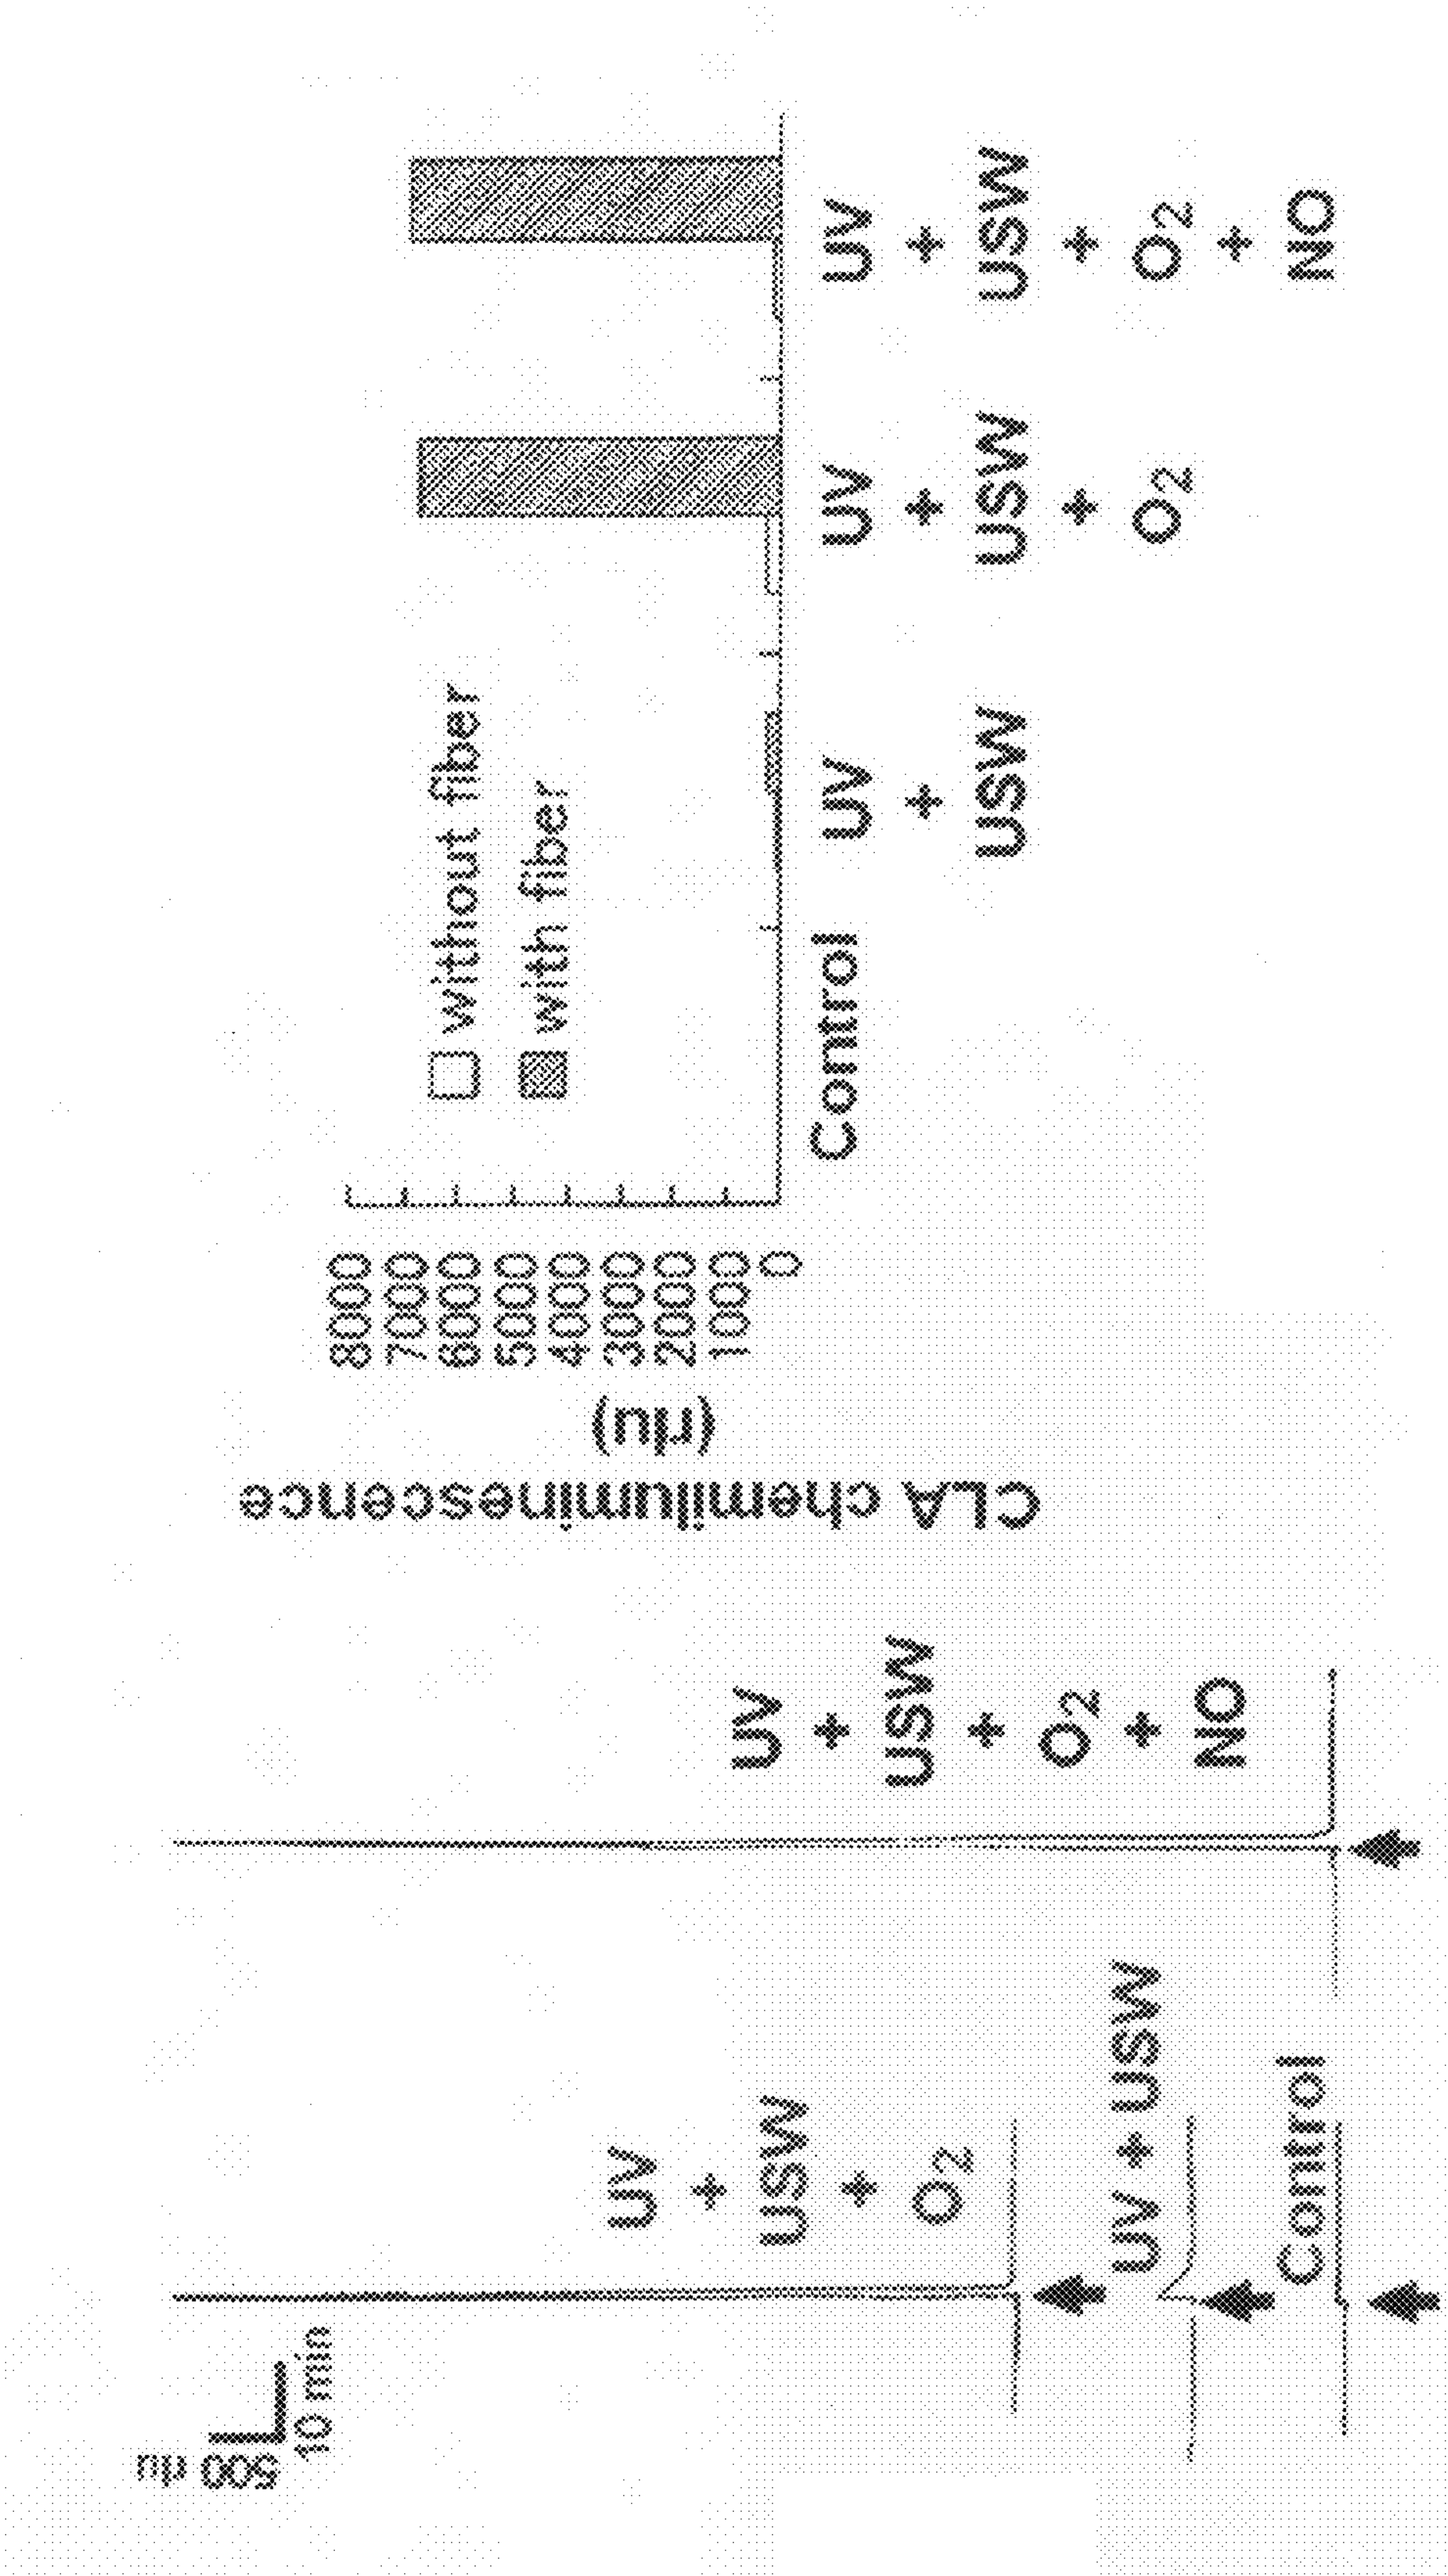 500 rlu
10 min
UV
+
USW
+
O2
UV + USW
Control
UV
+
USW
+
O2
+
NO
CLA chemiluminescence
(rlu)
8000
7000
6000
5000
4000
3000
2000
1000
0
without fiber
with fiber
Control
UV
+
USW
UV
+
USW
+
O2
UV
+
USW
+
O2
+
NO